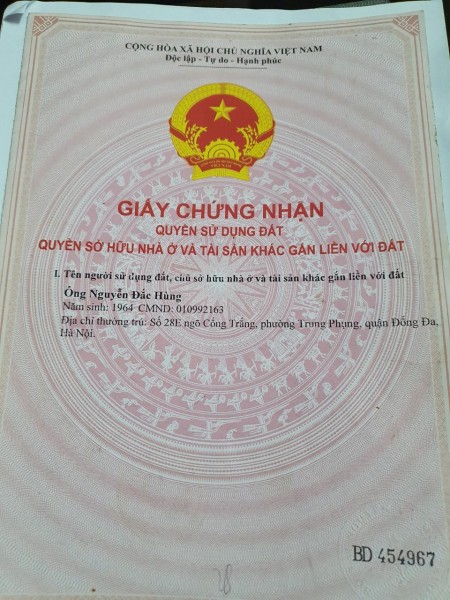 CỘNG HÒA XÃ HỘI CHỦ NGHĨA VIỆT NAM
Độc lập - Tự do - Hạnh phúc
GIẤY CHỨNG NHẬN
QUYỀN SỬ DỤNG ĐẤT
QUYỀN SỞ HỮU NHÀ Ở VÀ TÀI SẢN KHÁC GẮN LIỀN VỚI ĐẤT
I. Tên người sử dụng đất, chủ sở hữu nhà ở và tài sản khác gắn liền với đất
Ông Nguyễn Đắc Hùng
Năm sinh: 1964 CMND: 010992163
Địa chỉ thường trú: Số 28E ngõ Cống Trắng, phường Trung Phụng, quận Đống Đa,
Hà Nội.
BD 454967